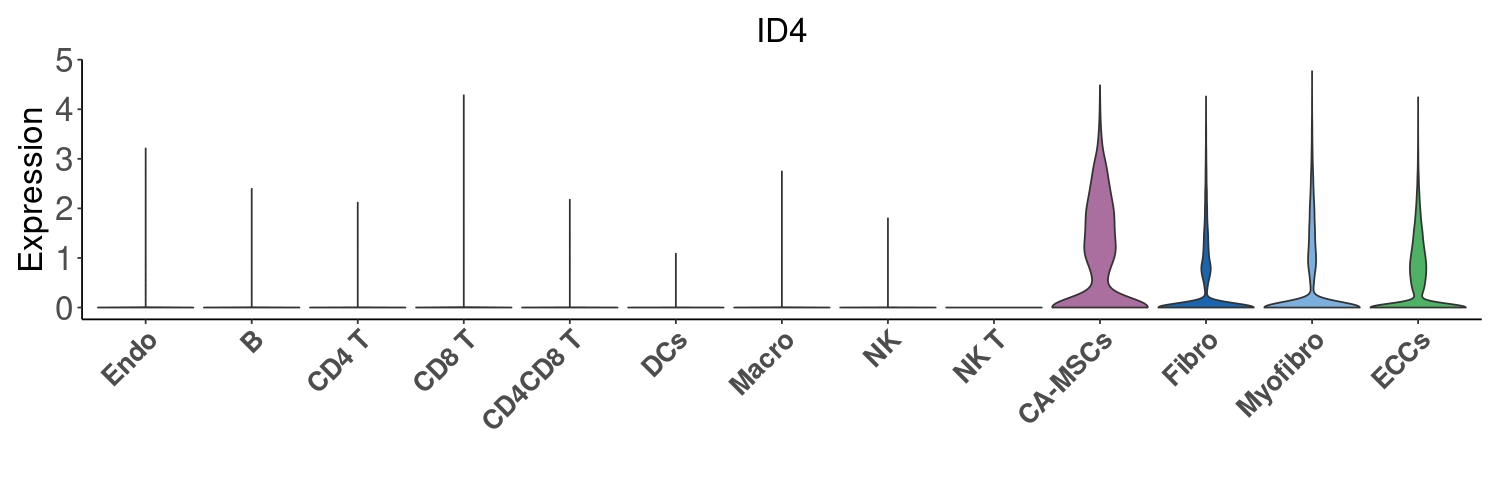 ID4
Expression
5
4
3
2
1
0
Endo
B
CD4 T
CD8 T
CD4CD8 T
DCs
Macro
NK
NK T
CA-MSCs
Fibro
Myofibro
ECCs